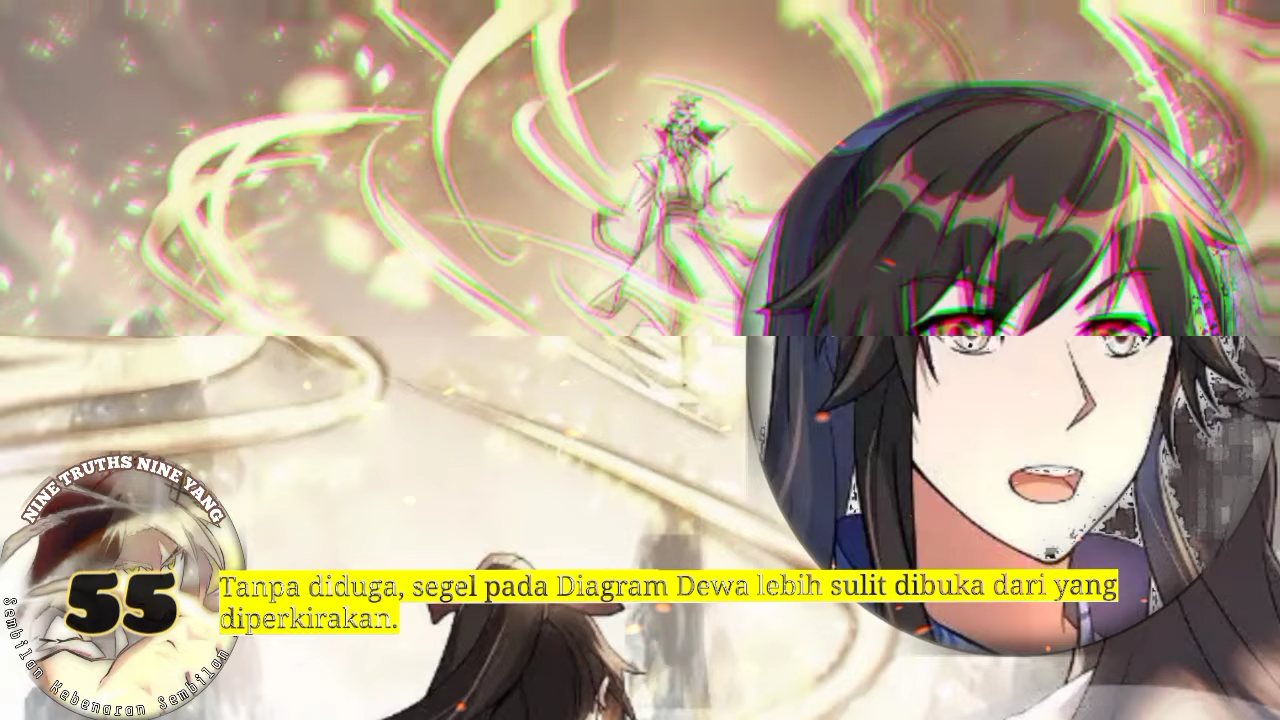 NINE TRUTHS NINE YANG
55
Tanpa diduga, segel pada Diagram Dewa lebih sulit dibuka dari yang
diperkirakan.
Sembilan Kebenaran Sembilan